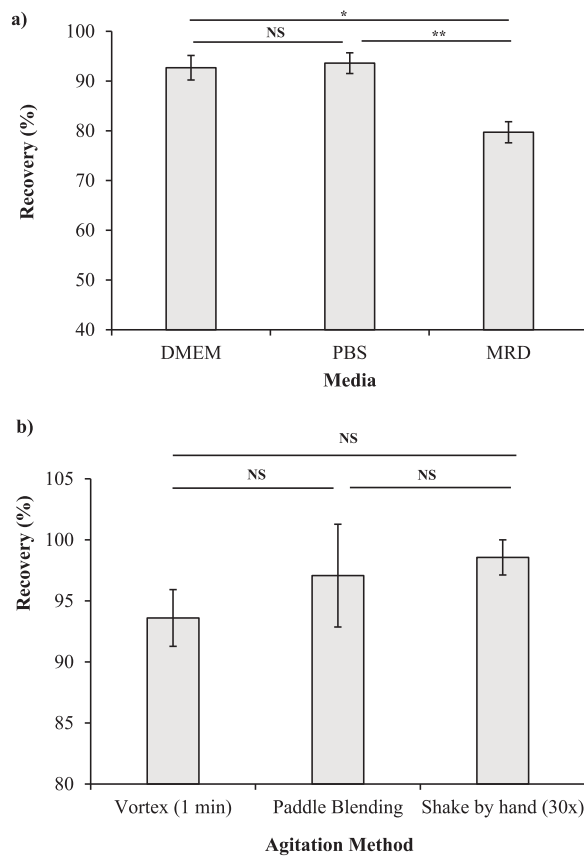 a)
*
NS
**
100
90
80
70
60
50
40
Recovery (%)
DMEM
PBS
MRD
Media
b)
NS
NS
NS
105
100
95
90
85
80
Recovery (%)
Vortex (1 min)
Paddle Blending
Shake by hand (30x)
Agitation Method